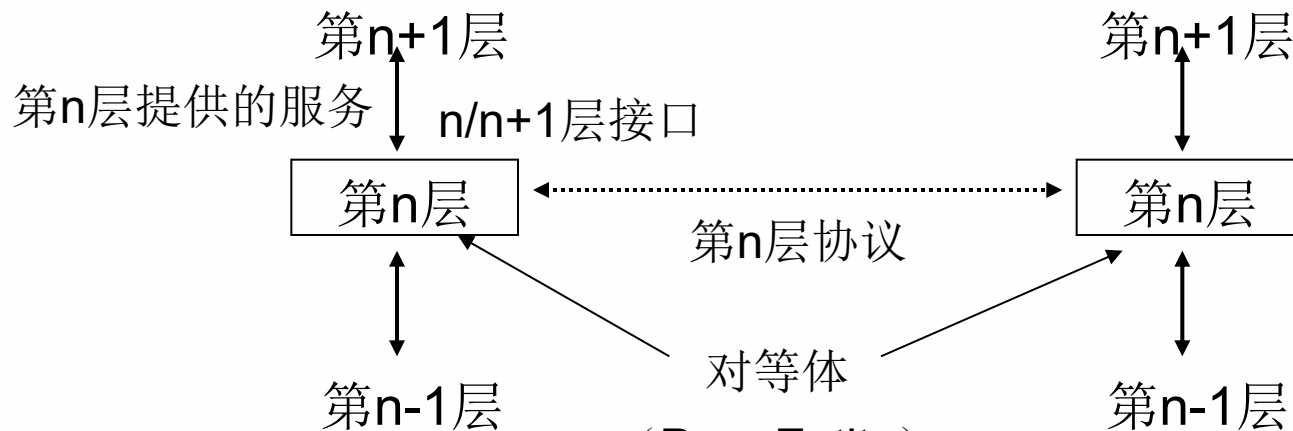 第n+1层 第n+1层
第n层提供的服务 n/n+1层接口
第n层 第n层
第n层协议
对等体
第n-1层 第n-1层
（Peer Entity）